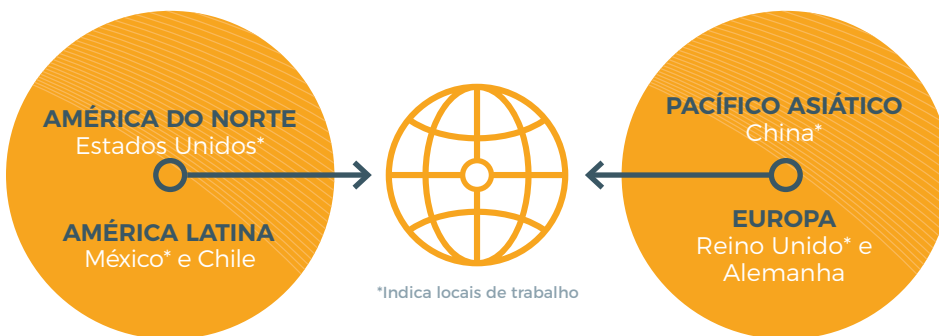 AMÉRICA DO NORTE
Estados Unidos*
AMÉRICA LATINA
México* e Chile
*Indica locais de trabalho
PACÍFICO ASIÁTICO
China*
EUROPA
Reino Unido* e
Alemanha